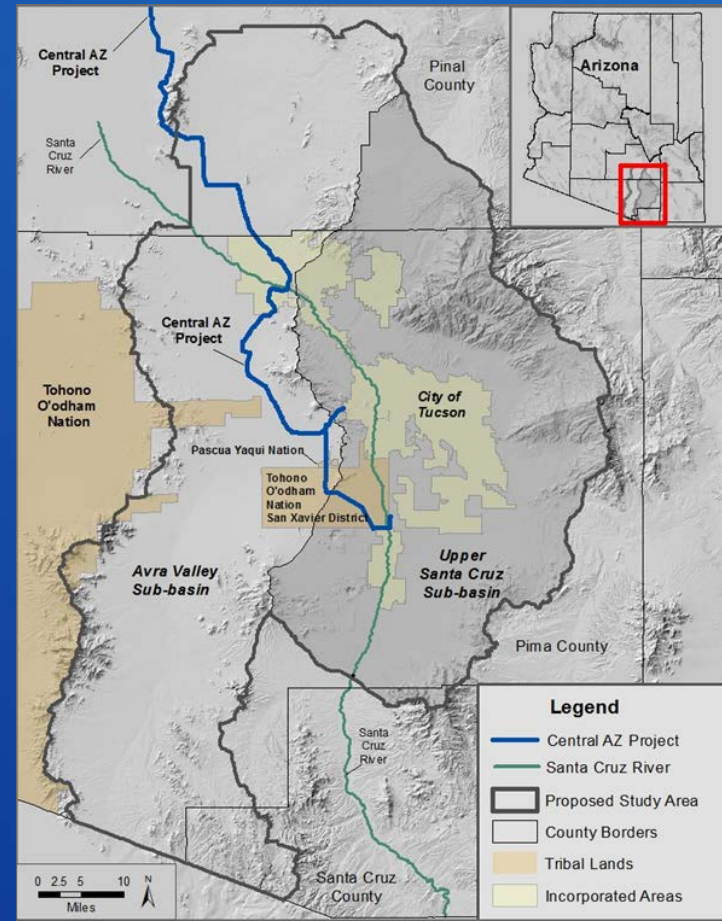 Central AZ
Project
Pinal
County
Arizona
Santa
Cruz
River
Central AZ
Project
Tohono
O'odham
Nation
City of
Tucson
Pascua Yaqui Nation
Tohono
O'odham
Nation
San Xavier District
Avra Valley
Sub-basin
Upper
Santa Cruz
Sub-basin
Pima County
Santa
Cruz
River
Santa Cruz
County
0 2.5 5 10
Miles
N
Legend
Central AZ Project
Santa Cruz River
Proposed Study Area
County Borders
Tribal Lands
Incorporated Areas